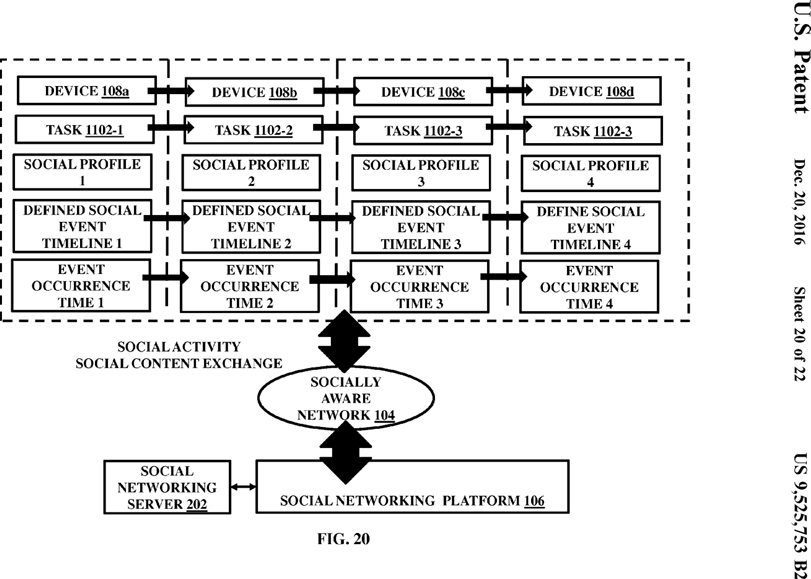 U.S. Patent
Dec. 20, 2016
Sheet 20 of 22
US 9,525,753 B2
DEVICE 108a
DEVICE 108b
DEVICE 108c
DEVICE 108d
TASK 1102-1
TASK 1102-2
TASK 1102-3
TASK 1102-3
SOCIAL PROFILE
1
SOCIAL PROFILE
2
SOCIAL PROFILE
3
SOCIAL PROFILE
4
DEFINED SOCIAL
EVENT
TIMELINE 1
DEFINED SOCIAL
EVENT
TIMELINE 2
DEFINED SOCIAL
EVENT
TIMELINE 3
DEFINE SOCIAL
EVENT
TIMELINE 4
EVENT
OCCURRENCE
TIME 1
EVENT
OCCURRENCE
TIME 2
EVENT
OCCURRENCE
TIME 3
EVENT
OCCURRENCE
TIME 4
SOCIAL ACTIVITY
SOCIAL CONTENT EXCHANGE
SOCIALLY
AWARE
NETWORK 104
SOCIAL
NETWORKING
SERVER 202
SOCIAL NETWORKING PLATFORM 106
FIG. 20